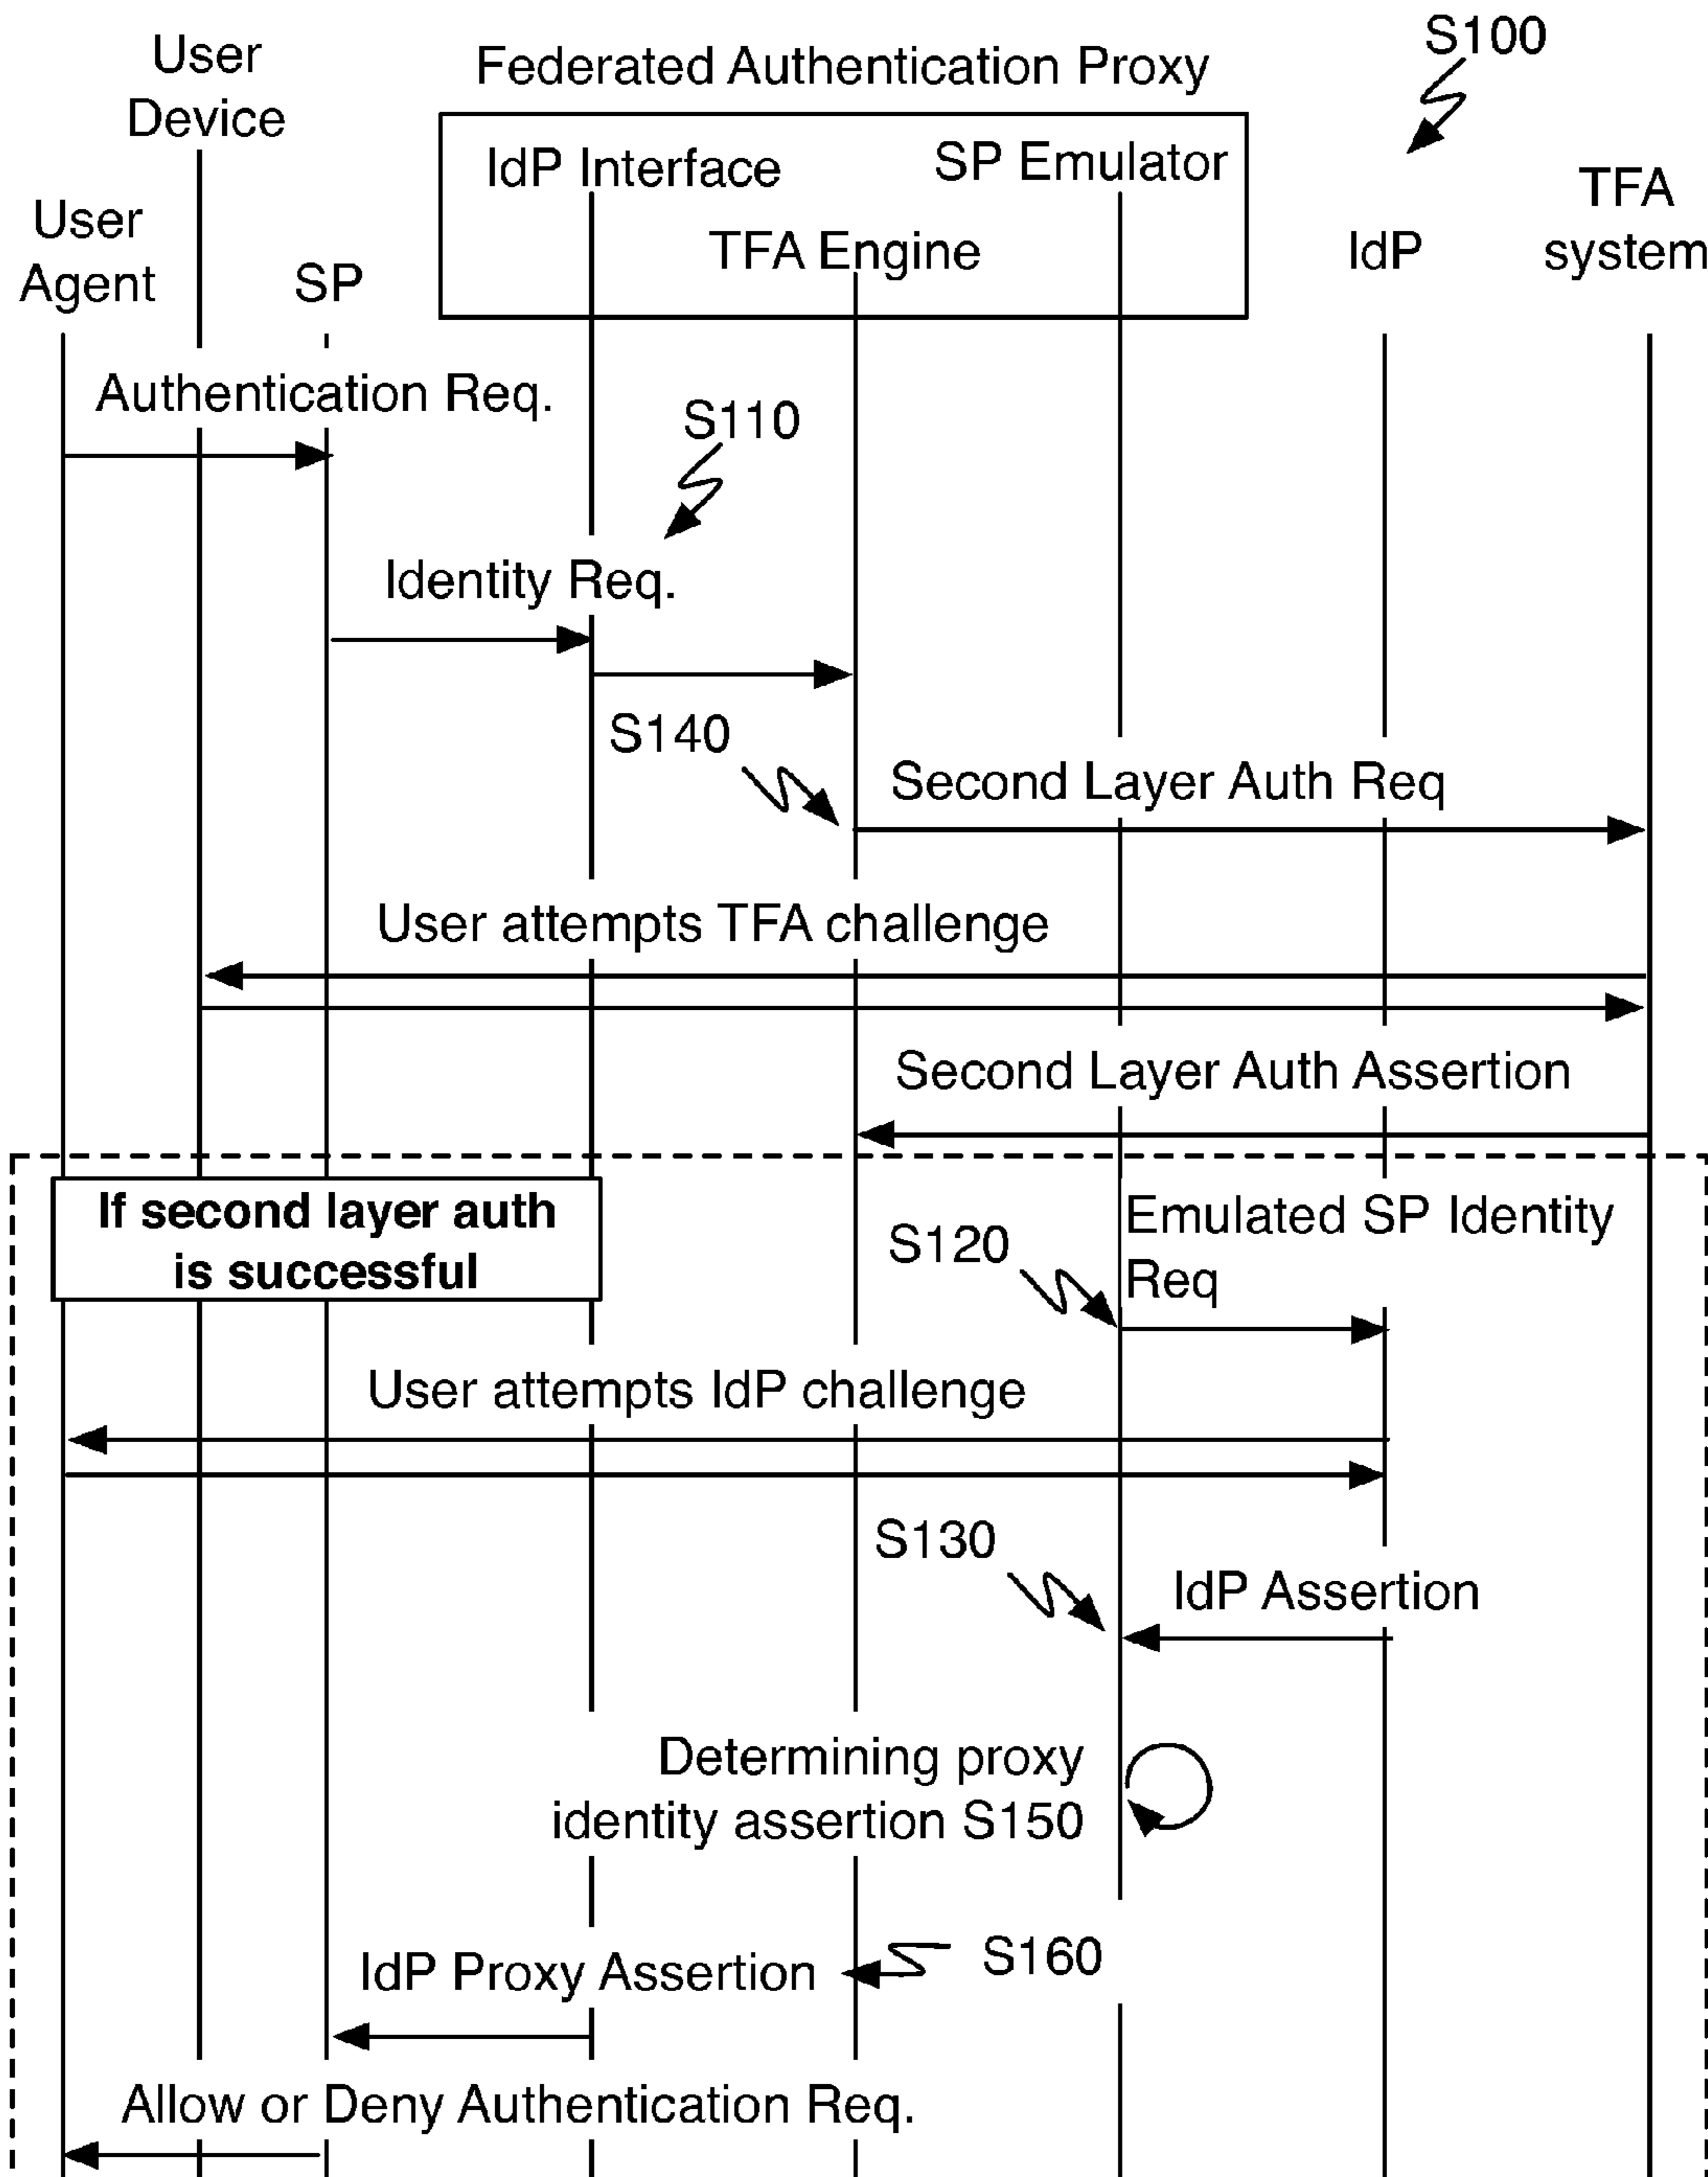 S100
User
Device
Federated Authentication Proxy
IdP Interface
SP Emulator
TFA
system
User
Agent
SP
TFA Engine
IdP
Authentication Req.
S110
Identity Req.
S140
Second Layer Auth Req
User attempts TFA challenge
Second Layer Auth Assertion
If second layer auth
is successful
S120
Emulated SP Identity
Req
User attempts IdP challenge
S130
IdP Assertion
Determining proxy
identity assertion S150
S160
IdP Proxy Assertion
Allow or Deny Authentication Req.